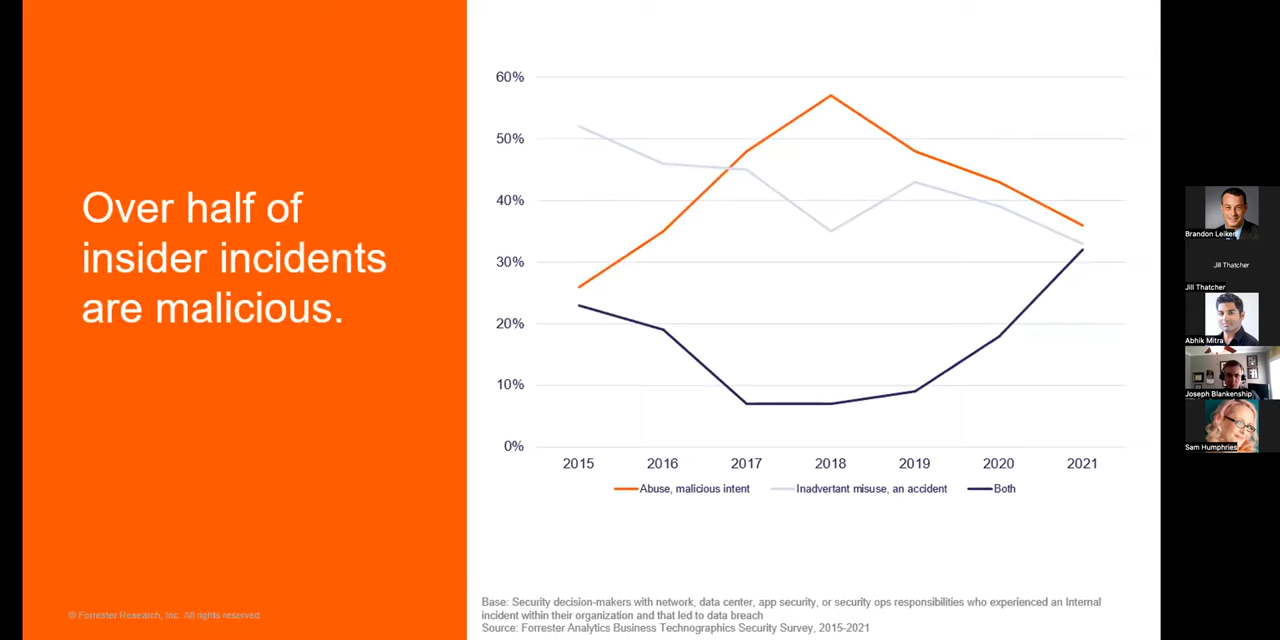 Over half of
insider incidents
are malicious.
© Forrester Research, Inc. All rights reserved.
60%
50%
40%
30%
20%
10%
0%
2015 2016 2017 2018 2019 2020 2021
Abuse, malicious intent Inadvertant misuse, an accident Both
Base: Security decision-makers with network, data center, app security, or security ops responsibilities who experienced an Internal
incident within their organization and that led to data breach
Source: Forrester Analytics Business Technographics Security Survey, 2015-2021
Brandon Leiker
Jill Thatcher
Jill Thatcher
Abhik Mitra
Joseph Blankenship
Sam Humphries